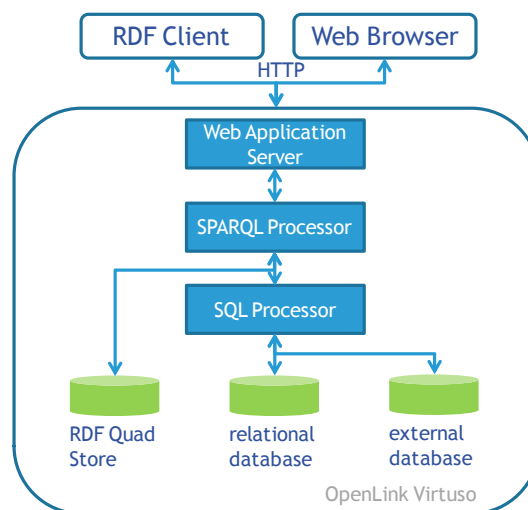 RDF Client
Web Browser
HTTP
Web Application
Server
SPARQL Processor
SQL Processor
RDF Quad
Store
relational
database
external
database
OpenLink Virtuso